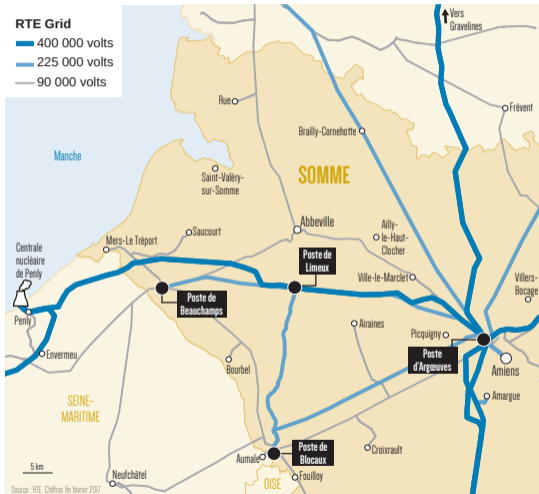 RTE Grid
400 000 volts
225 000 volts
90 000 volts
Vers
Gravelines
Rue
Frévent
Brailly-Cornehotte
Manche
SOMME
Saint-Valéry-
sur-Somme
Abbeville
Ailly-
le-Haut-
Clocher
Saucourt
Mers-Le Tréport
Centrale
nucléaire
de Penly
Poste de
Limeux
Ville-le-Marclet
Villers-
Bocage
Poste de
Beauchamps
Penly
Airaines
Picquigny
Poste
d'Argœuves
Envermeu
Bourbel
Amiens
SEINE-
MARITIME
Amargue
Poste de
Blocaux
Croixrault
Aumale
Fouilloy
5 km
Neufchâtel
OISE
Source : RTE, Chiffres fin février 2017